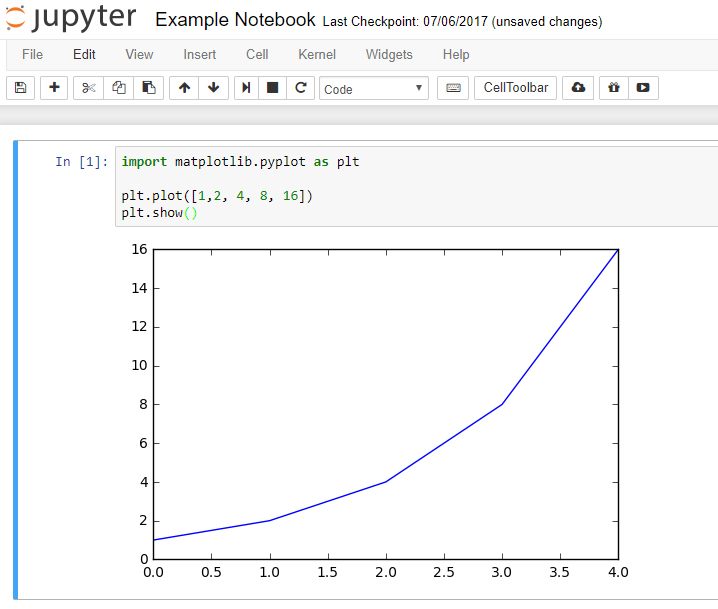 jupyter Example Notebook Last Checkpoint: 07/06/2017 (unsaved changes)
File Edit View Insert Cell Kernel Widgets Help
Code CellToolbar
In [1]: import matplotlib.pyplot as plt
plt.plot([1,2, 4, 8, 16])
plt.show()
16
14
12
10
8
6
4
2
0
0.0 0.5 1.0 1.5 2.0 2.5 3.0 3.5 4.0